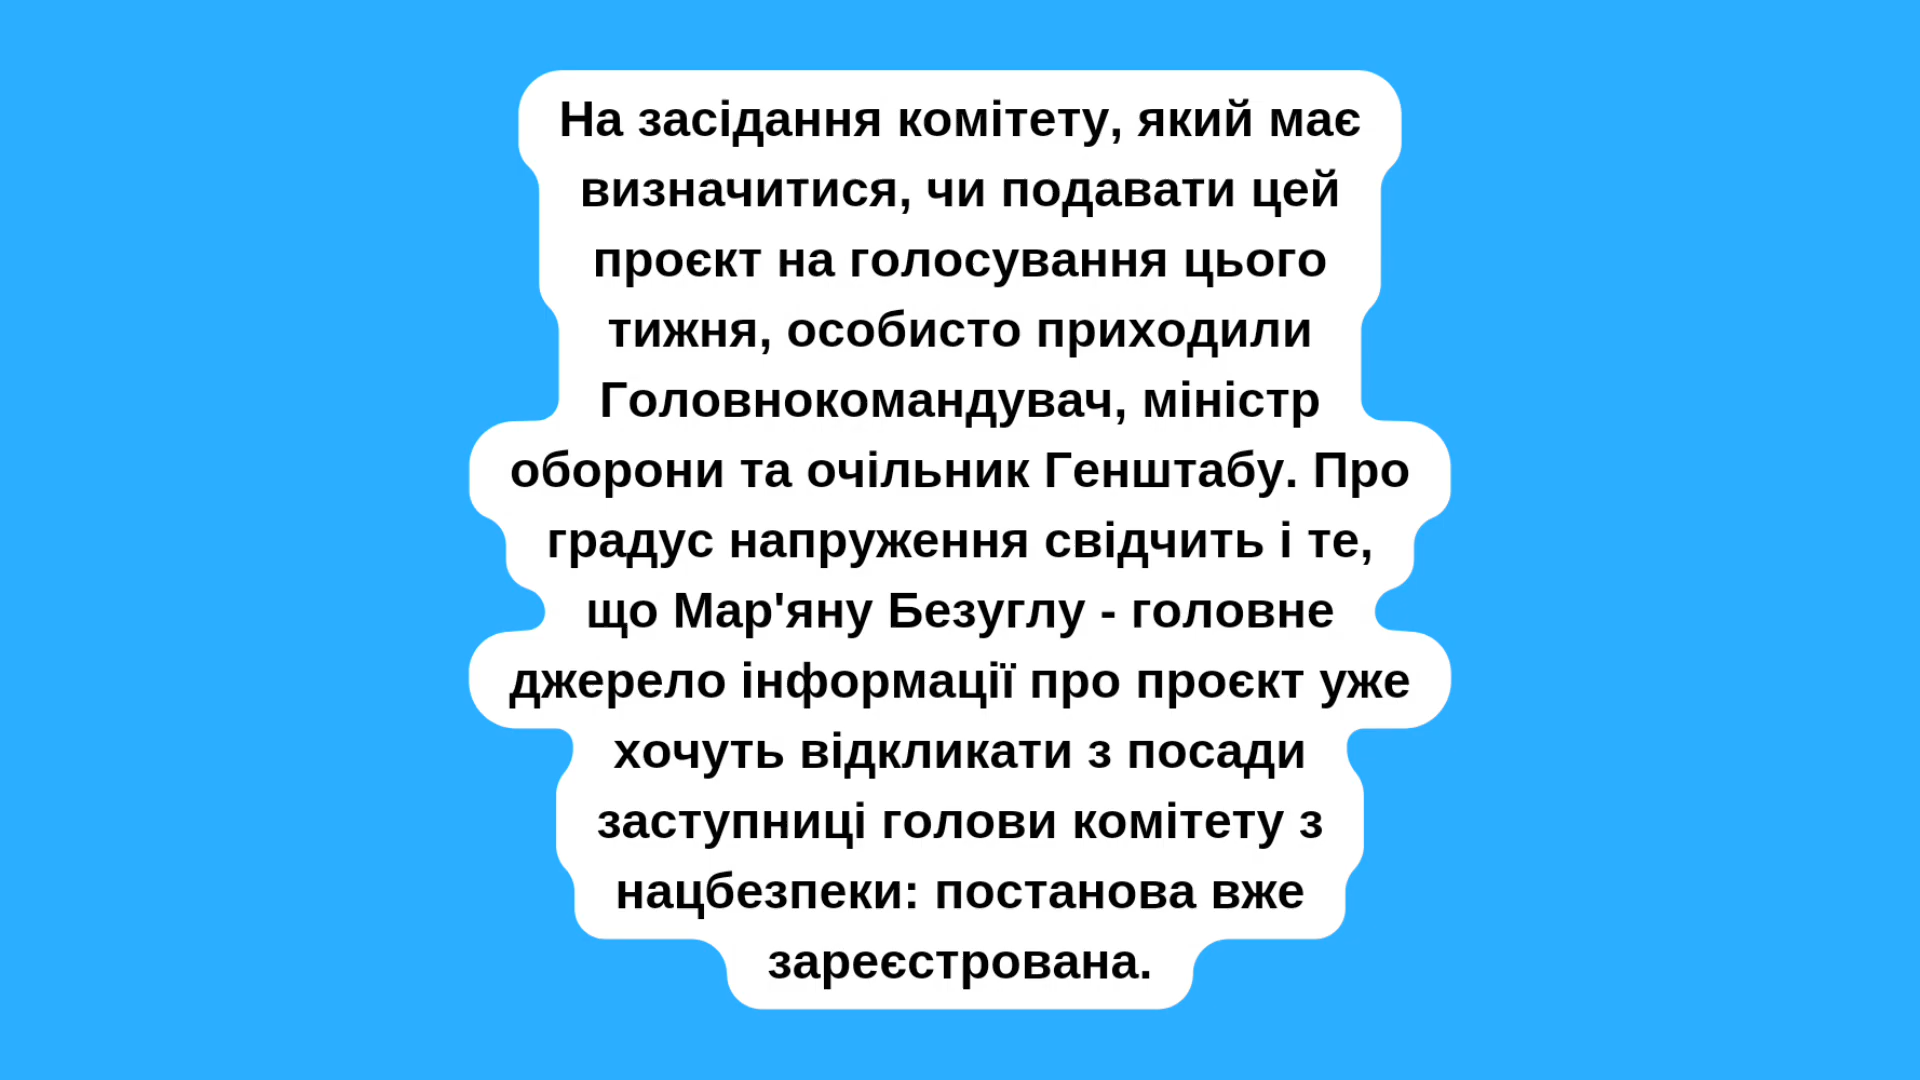 На засідання комітету, який має
визначитися, чи подавати цей
проєкт на голосування цього
тижня, особисто приходили
Головнокомандувач, міністр
оборони та очільник Генштабу. Про
градус напруження свідчить і те,
що Мар'яну Безуглу - головне
джерело інформації про проєкт уже
хочуть відкликати з посади
заступниці голови комітету з
нацбезпеки: постанова вже
зареєстрована.